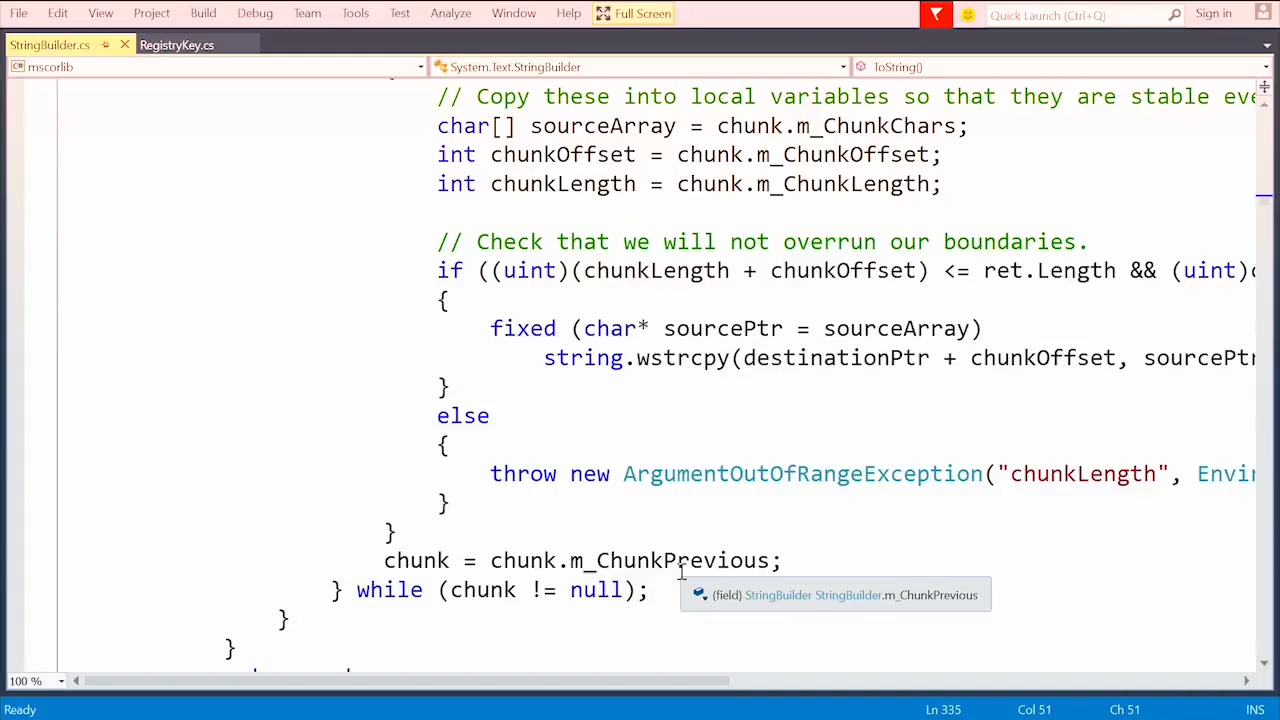 File Edit View Project Build Debug Team Tools Test Analyze Window Help Full Screen Quick Launch (Ctrl+Q) Sign in
StringBuilder.cs RegistryKey.cs
C# mscorlib System.Text.StringBuilder ToString()
// Copy these into local variables so that they are stable eve
char[] sourceArray = chunk.m_ChunkChars;
int chunkOffset = chunk.m_ChunkOffset;
int chunkLength = chunk.m_ChunkLength;
// Check that we will not overrun our boundaries.
if ((uint)(chunkLength + chunkOffset) <= ret.Length && (uint)c
{
fixed (char* sourcePtr = sourceArray)
string.wstrcpy(destinationPtr + chunkOffset, sourcePtr
}
else
{
throw new ArgumentOutOfRangeException("chunkLength", Envir
}
}
chunk = chunk.m_ChunkPrevious;
} while (chunk != null);
(field) StringBuilder StringBuilder.m_ChunkPrevious
}
}
100 %
Ready Ln 335 Col 51 Ch 51 INS